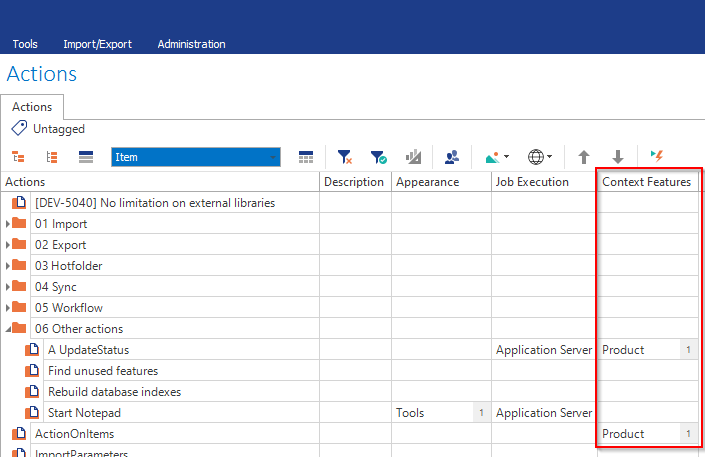 Tools Import/Export Administration
Actions
Actions
Untagged
Item
Actions Description Appearance Job Execution Context Features
[DEV-5040] No limitation on external libraries
01 Import
02 Export
03 Hotfolder
04 Sync
05 Workflow
06 Other actions
A UpdateStatus Application Server Product 1
Find unused features
Rebuild database indexes
Start Notepad Tools 1 Application Server
ActionOnItems Product 1
ImportParameters